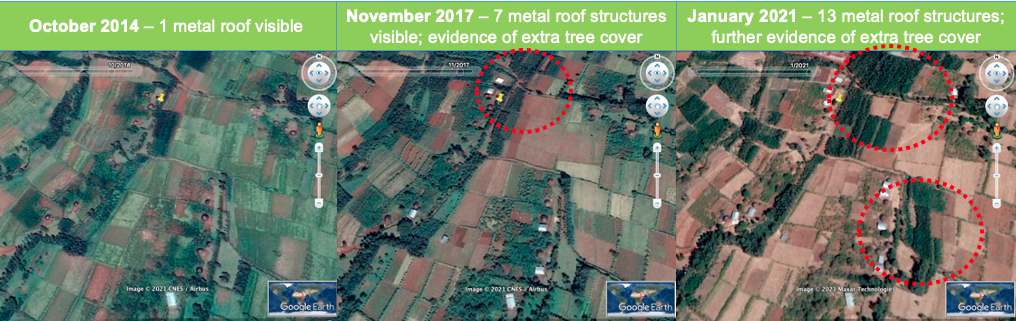 October 2014 – 1 metal roof visible
November 2017 – 7 metal roof structures
visible; evidence of extra tree cover
January 2021 – 13 metal roof structures;
further evidence of extra tree cover
10/2014
11/2017
1/2021
N
N
N
Image © 2021 CNES / Airbus
Google Earth
Image © 2021 CNES / Airbus
Google Earth
Image © 2021 Maxar Technologies
Google Earth